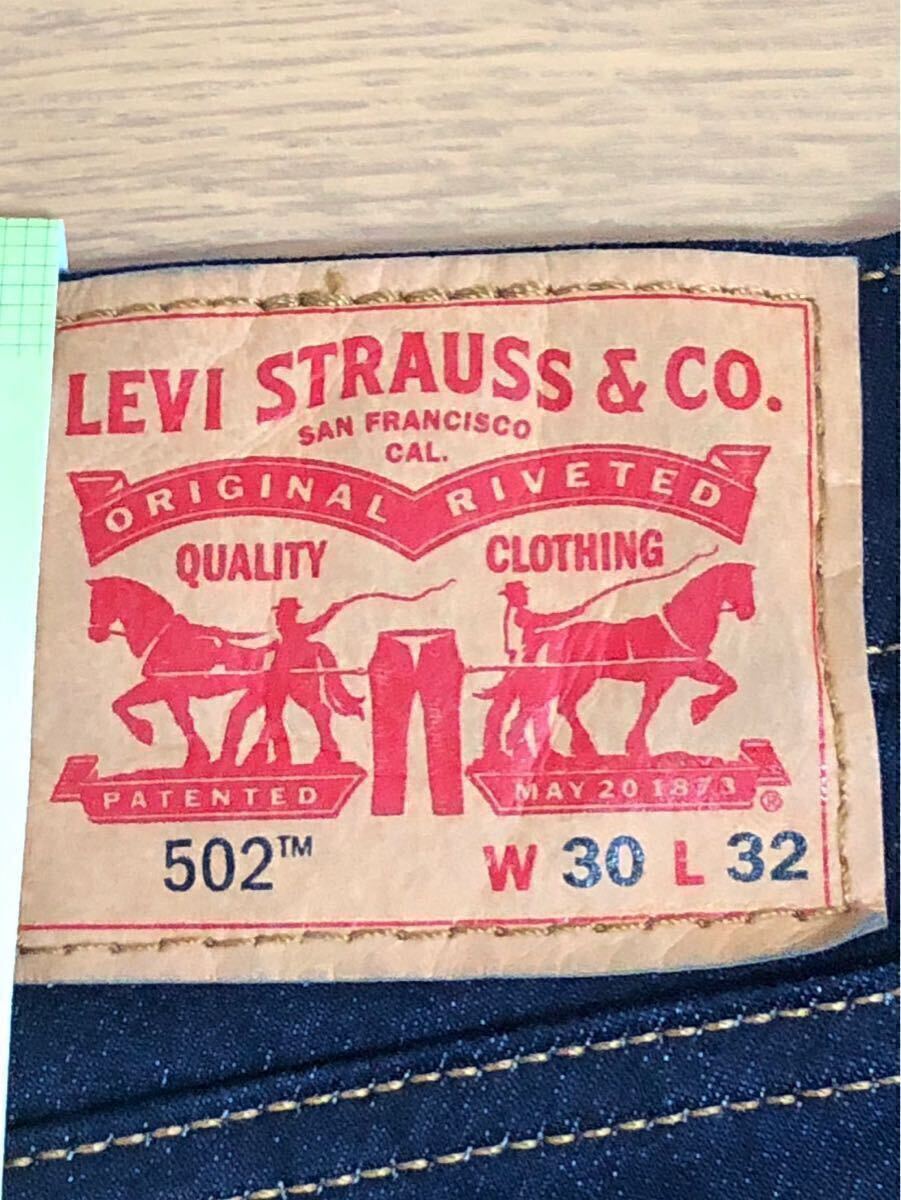 LEVI STRAUSS & CO.
SAN FRANCISCO
CAL.
ORIGINAL RIVETED
QUALITY CLOTHING
PATENTED MAY 20 1873 ®
502™ W 30 L 32